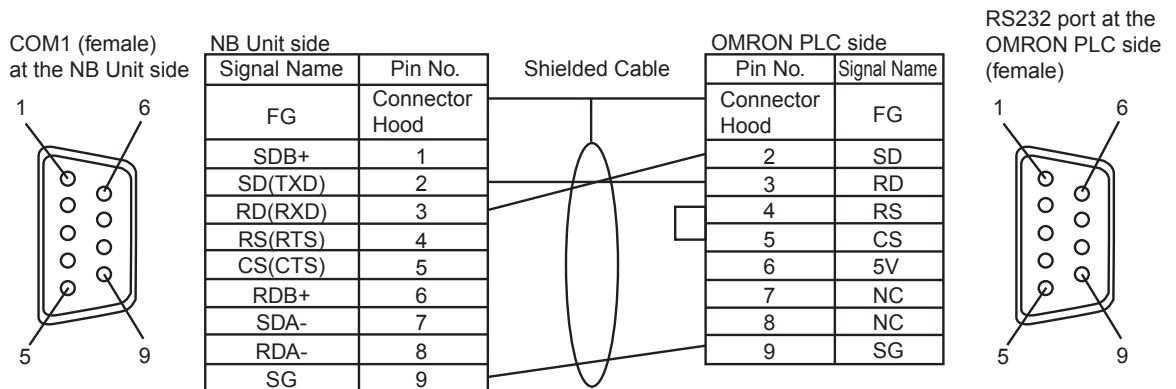 COM1 (female)
at the NB Unit side
1 6
5 9
NB Unit side
Signal Name Pin No.
FG Connector Hood
SDB+ 1
SD(TXD) 2
RD(RXD) 3
RS(RTS) 4
CS(CTS) 5
RDB+ 6
SDA- 7
RDA- 8
SG 9
Shielded Cable
OMRON PLC side
Pin No. Signal Name
Connector Hood FG
2 SD
3 RD
4 RS
5 CS
6 5V
7 NC
8 NC
9 SG
RS232 port at the
OMRON PLC side
(female)
1 6
5 9